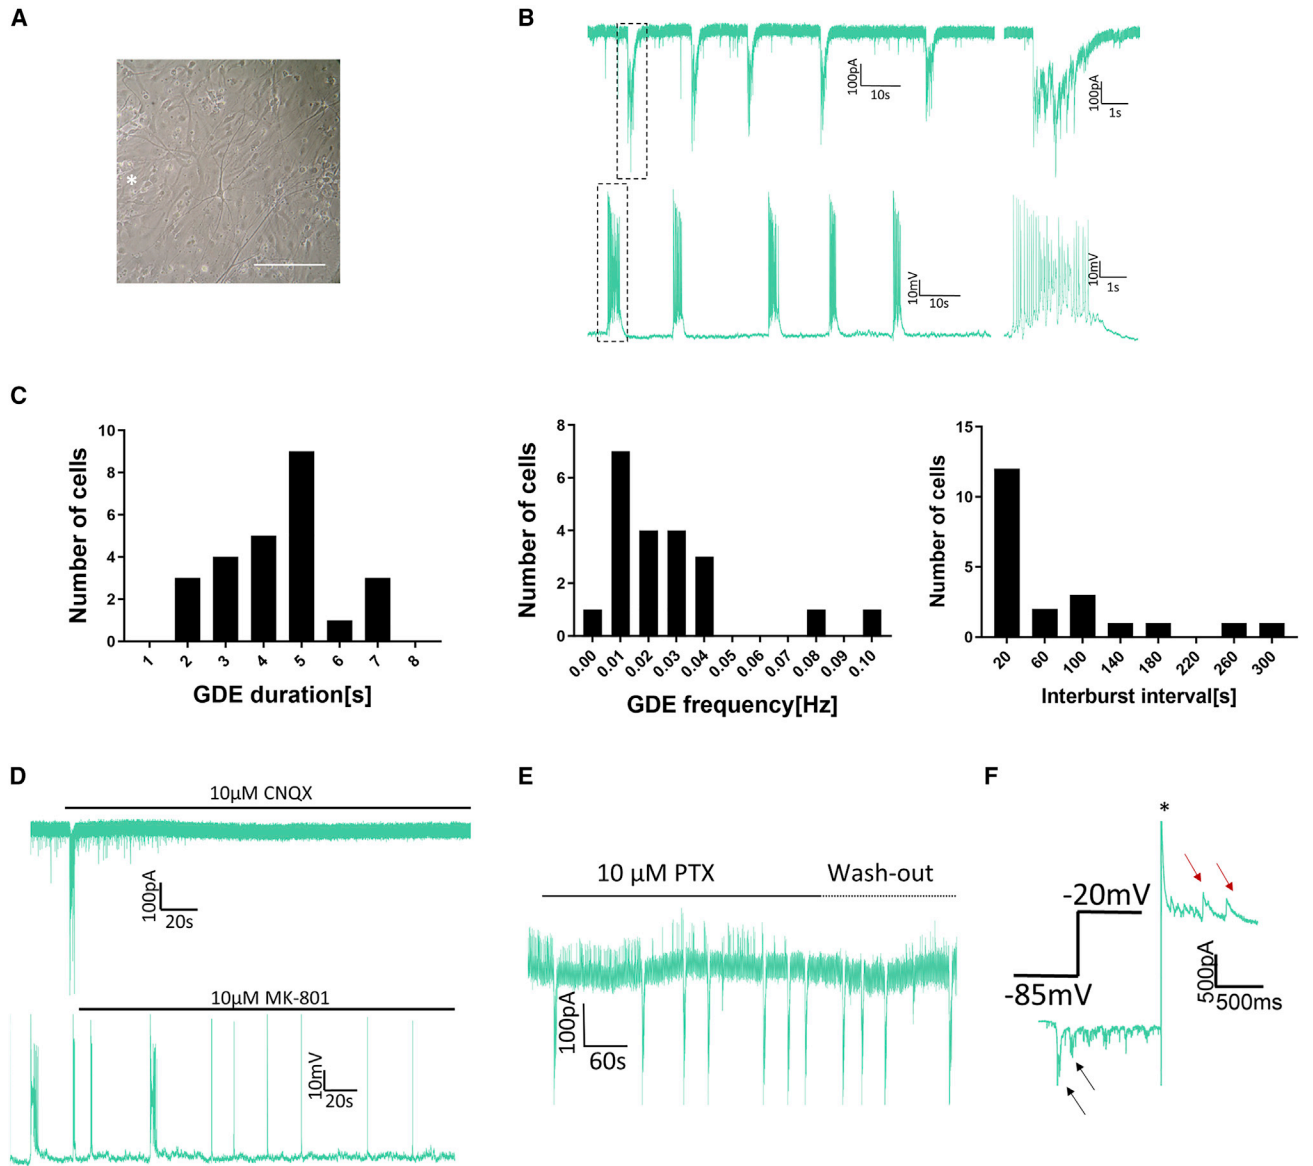 A
B
*
100pA
10s
100pA
1s
10mV
10s
10mV
1s
C
Number of cells
10
8
6
4
2
0
1 2 3 4 5 6 7 8
GDE duration[s]
Number of cells
8
6
4
2
0
0.00 0.01 0.02 0.03 0.04 0.05 0.06 0.07 0.08 0.09 0.10
GDE frequency[Hz]
Number of cells
15
10
5
0
20 60 100 140 180 220 260 300
Interburst interval[s]
D
10µM CNQX
100pA
20s
10µM MK-801
10mV
20s
E
10 µM PTX
Wash-out
100pA
60s
F
*
-20mV
-85mV
500pA
500ms